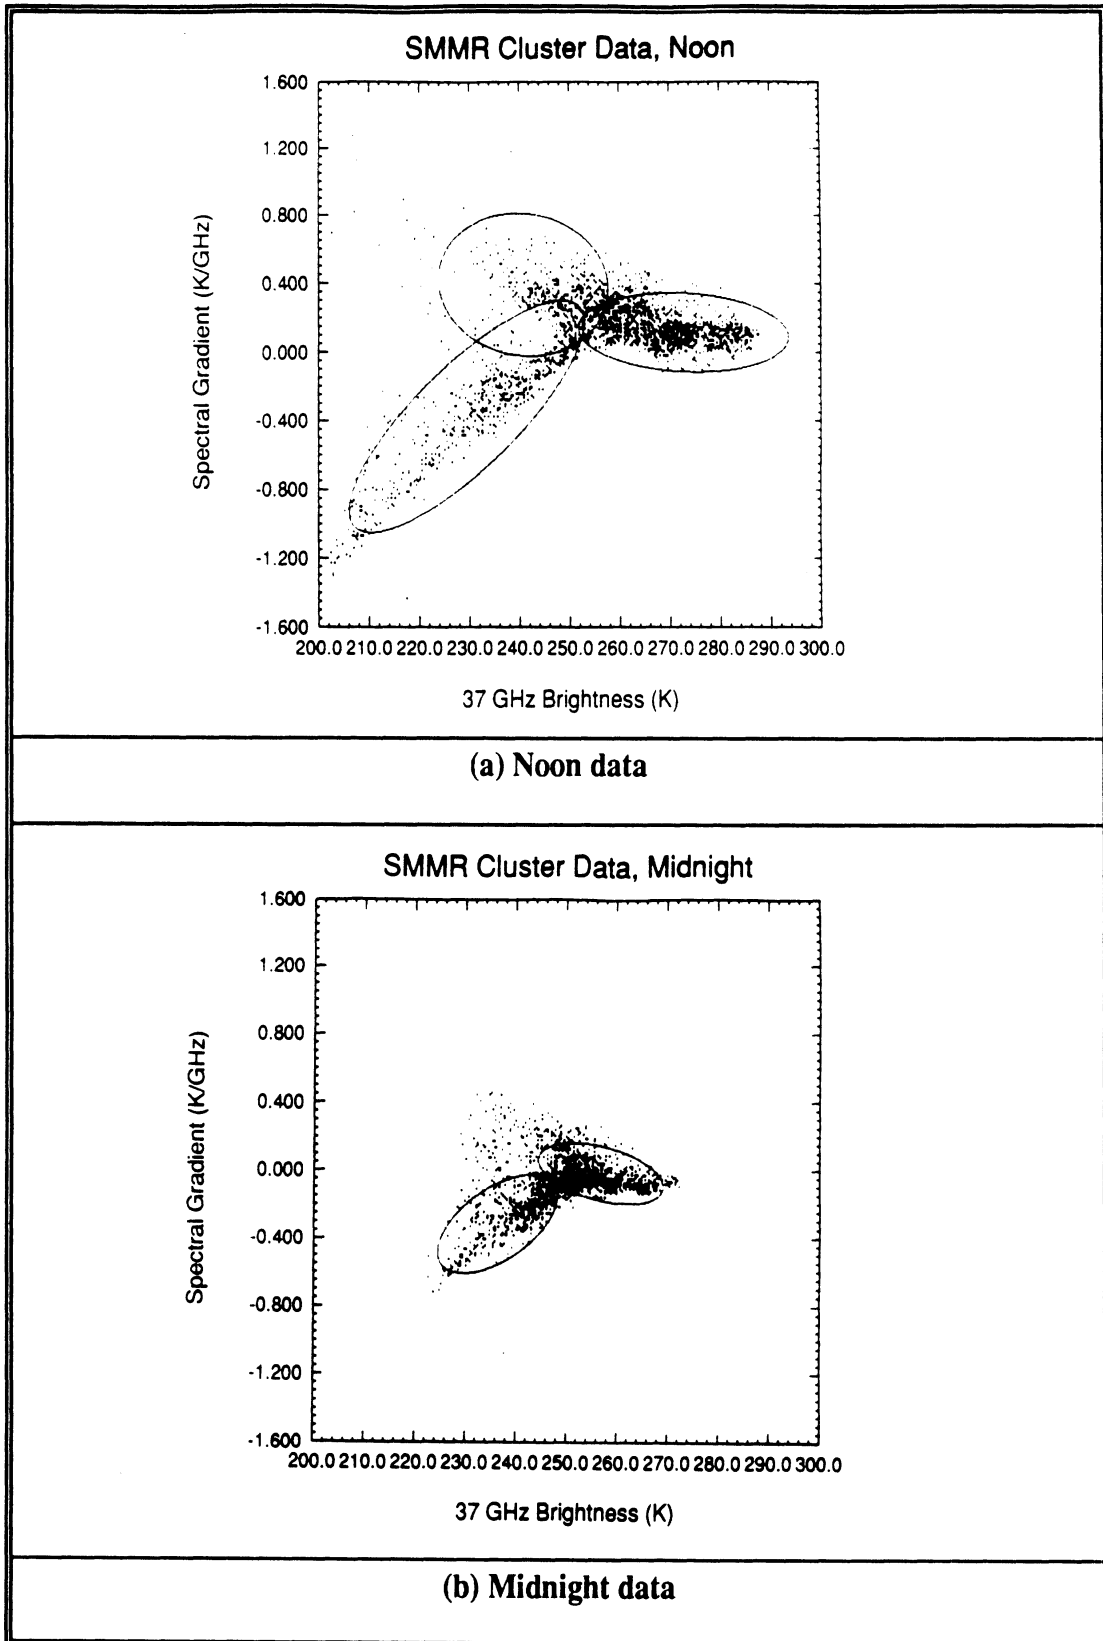 SMMR Cluster Data, Noon
1.600
1.200
0.800
0.400
0.000
-0.400
-0.800
-1.200
-1.600
Spectral Gradient (K/GHz)
200.0 210.0 220.0 230.0 240.0 250.0 260.0 270.0 280.0 290.0 300.0
37 GHz Brightness (K)
(a) Noon data
SMMR Cluster Data, Midnight
1.600
1.200
0.800
0.400
0.000
-0.400
-0.800
-1.200
-1.600
Spectral Gradient (K/GHz)
200.0 210.0 220.0 230.0 240.0 250.0 260.0 270.0 280.0 290.0 300.0
37 GHz Brightness (K)
(b) Midnight data